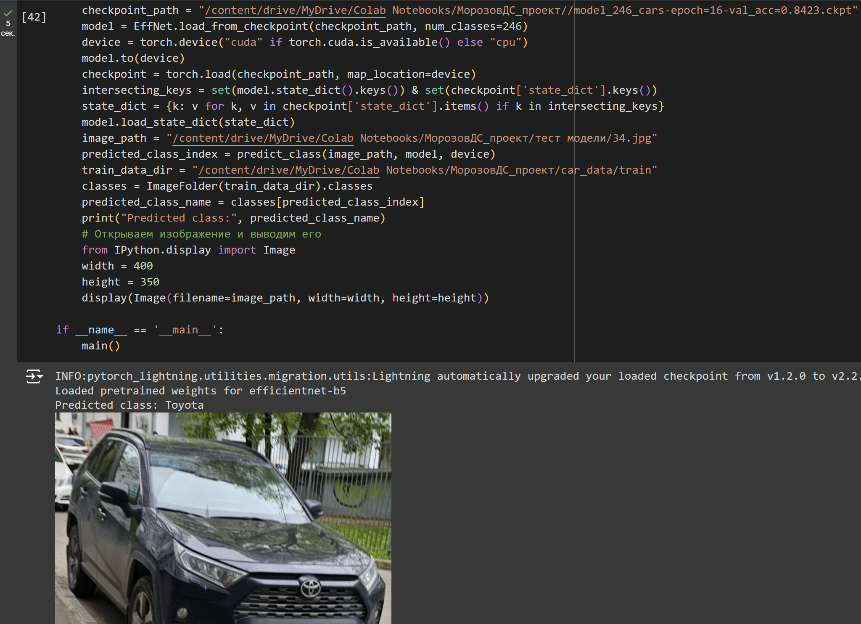 checkpoint_path = "/content/drive/MyDrive/Colab Notebooks/МорозовДС_проект//model_246_cars-epoch=16-val_acc=0.8423.ckpt"
5
сек.
[42]
model = EffNet.load_from_checkpoint(checkpoint_path, num_classes=246)
device = torch.device("cuda" if torch.cuda.is_available() else "cpu")
model.to(device)
checkpoint = torch.load(checkpoint_path, map_location=device)
intersecting_keys = set(model.state_dict().keys()) & set(checkpoint['state_dict'].keys())
state_dict = {k: v for k, v in checkpoint['state_dict'].items() if k in intersecting_keys}
model.load_state_dict(state_dict)
image_path = "/content/drive/MyDrive/Colab Notebooks/МорозовДС_проект/тест модели/34.jpg"
predicted_class_index = predict_class(image_path, model, device)
train_data_dir = "/content/drive/MyDrive/Colab Notebooks/МорозовДС_проект/car_data/train"
classes = ImageFolder(train_data_dir).classes
predicted_class_name = classes[predicted_class_index]
print("Predicted class:", predicted_class_name)
# Открываем изображение и выводим его
from IPython.display import Image
width = 400
height = 350
display(Image(filename=image_path, width=width, height=height))
if __name__ == '__main__':
main()
INFO:pytorch_lightning.utilities.migration.utils:Lightning automatically upgraded your loaded checkpoint from v1.2.0 to v2.2.
Loaded pretrained weights for efficientnet-b5
Predicted class: Toyota